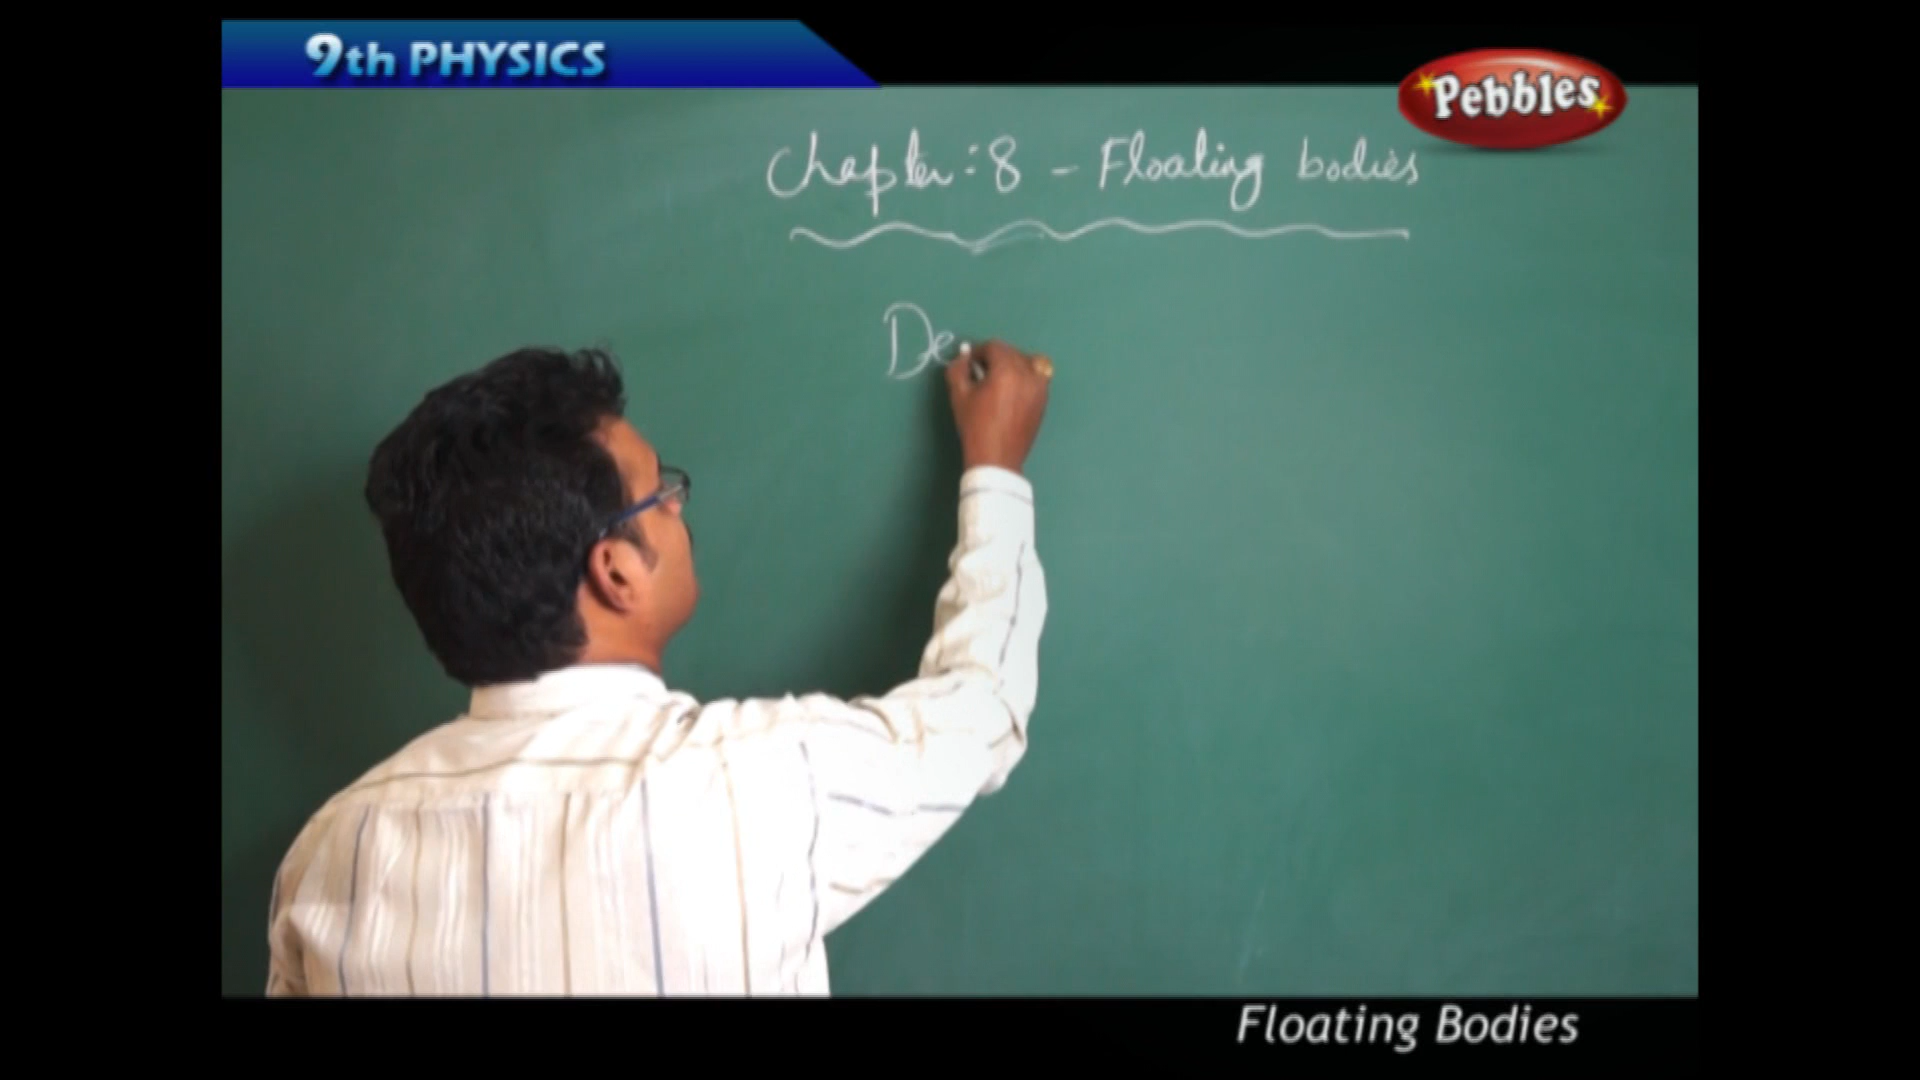 9th PHYSICS
Pebbles
Chapter: 8 - Floating bodies
De
Floating Bodies